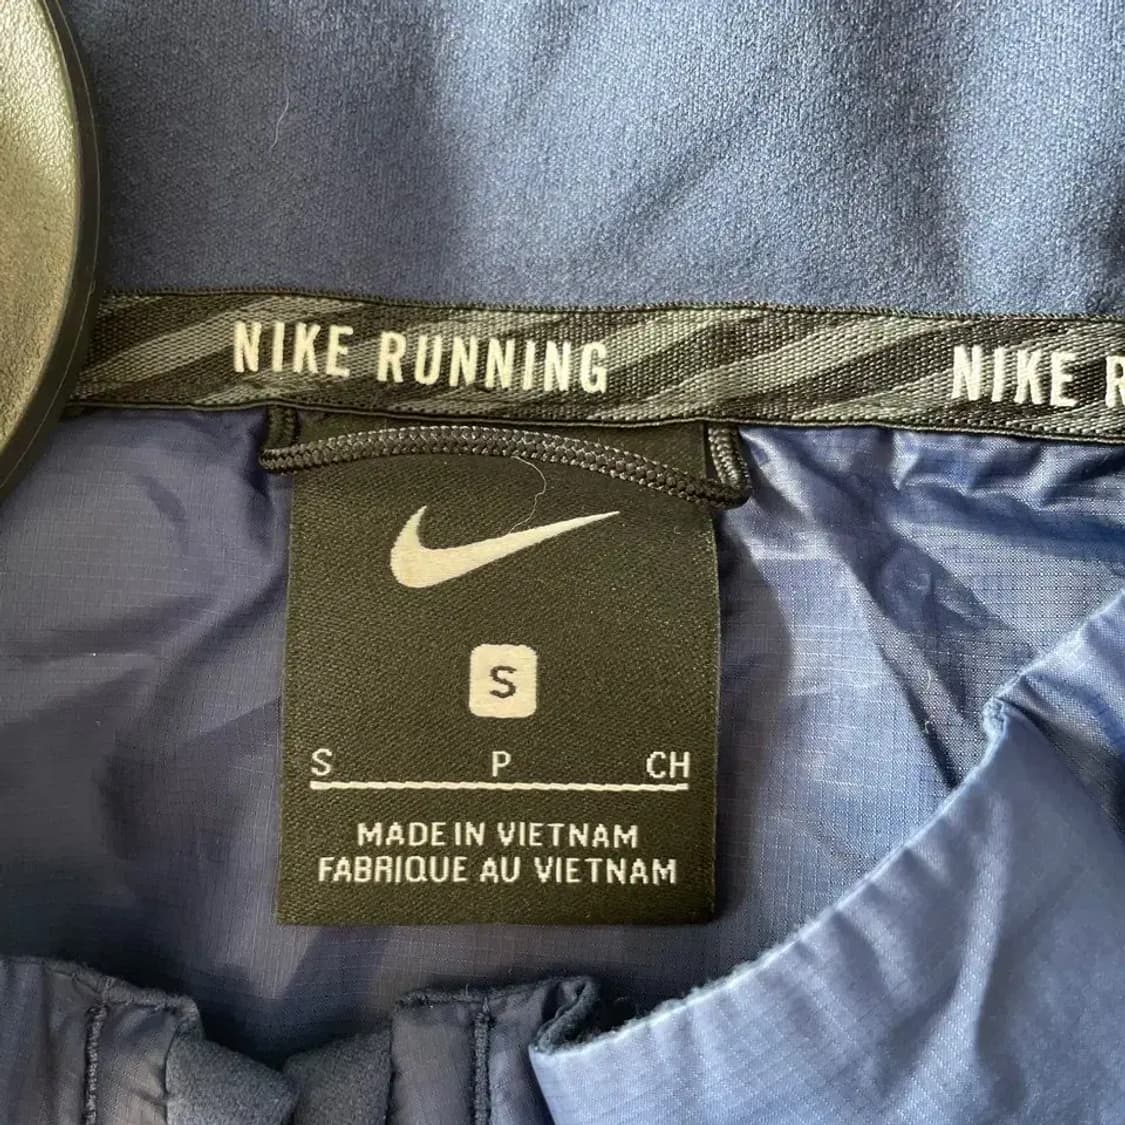 NIKE RUNNING NIKE R
S
S P CH
MADE IN VIETNAM
FABRIQUE AU VIETNAM